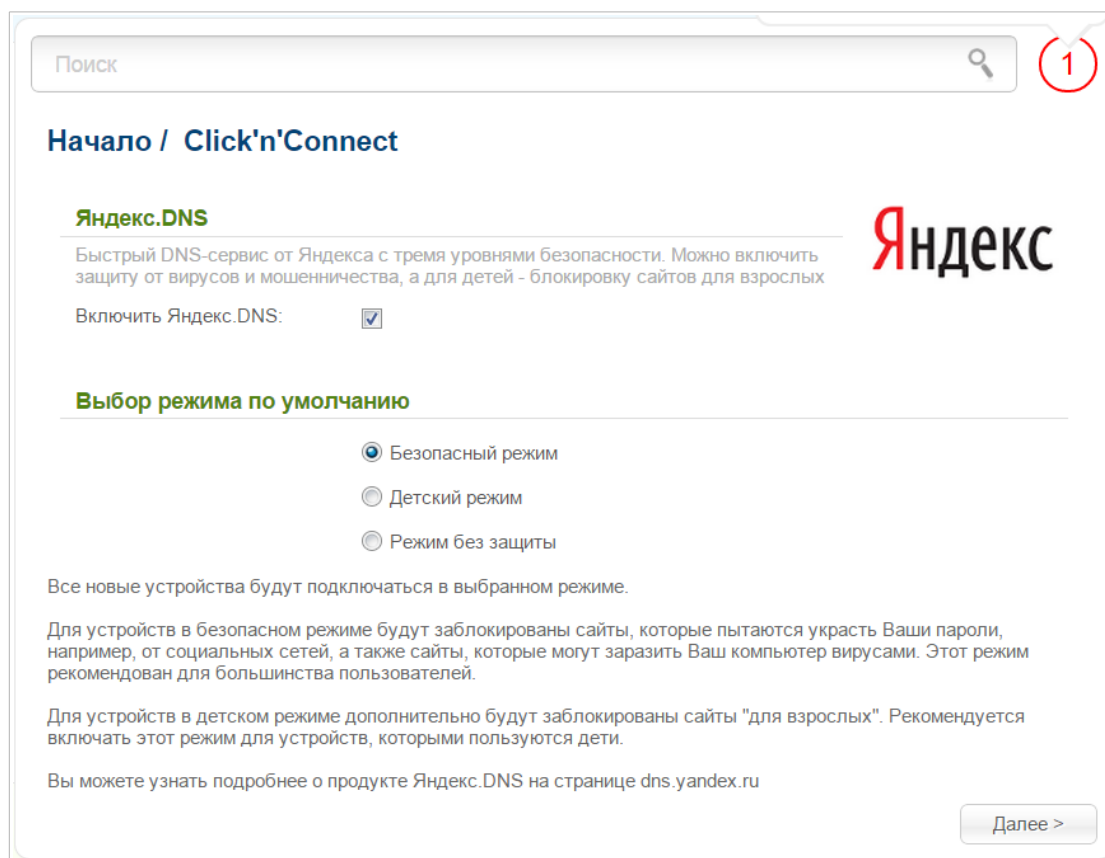 Поиск
1
Начало / Click'n'Connect
Яндекс.DNS
Яндекс
Быстрый DNS-сервис от Яндекса с тремя уровнями безопасности. Можно включить
защиту от вирусов и мошенничества, а для детей - блокировку сайтов для взрослых
Включить Яндекс.DNS:
Выбор режима по умолчанию
Безопасный режим
Детский режим
Режим без защиты
Все новые устройства будут подключаться в выбранном режиме.
Для устройств в безопасном режиме будут заблокированы сайты, которые пытаются украсть Ваши пароли,
например, от социальных сетей, а также сайты, которые могут заразить Ваш компьютер вирусами. Этот режим
рекомендован для большинства пользователей.
Для устройств в детском режиме дополнительно будут заблокированы сайты "для взрослых". Рекомендуется
включать этот режим для устройств, которыми пользуются дети.
Вы можете узнать подробнее о продукте Яндекс.DNS на странице dns.yandex.ru
Далее >